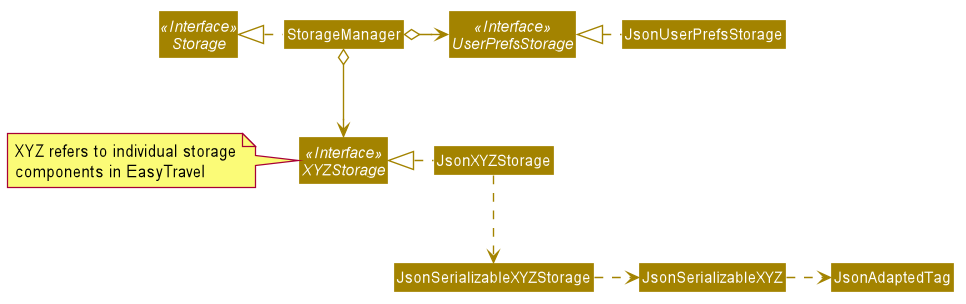 «Interface»
Storage
StorageManager
«Interface»
UserPrefsStorage
JsonUserPrefsStorage
XYZ refers to individual storage
components in EasyTravel
«Interface»
XYZStorage
JsonXYZStorage
JsonSerializableXYZStorage
JsonSerializableXYZ
JsonAdaptedTag